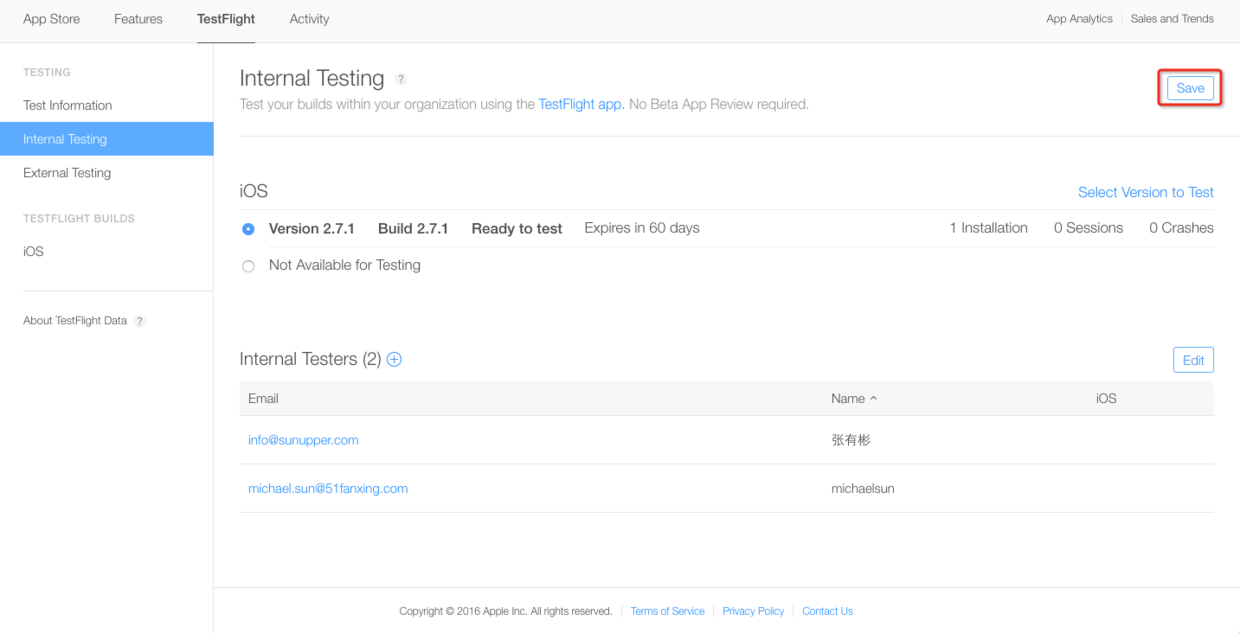 App Store Features TestFlight Activity App Analytics Sales and Trends
TESTING
Test Information
Internal Testing
External Testing
TESTFLIGHT BUILDS
iOS
About TestFlight Data ?
Internal Testing ?
Save
Test your builds within your organization using the TestFlight app. No Beta App Review required.
iOS Select Version to Test
Version 2.7.1 Build 2.7.1 Ready to test Expires in 60 days 1 Installation 0 Sessions 0 Crashes
Not Available for Testing
Internal Testers (2) Edit
Email Name iOS
info@sunupper.com 张有彬
michael.sun@51fanxing.com michaelsun
Copyright © 2016 Apple Inc. All rights reserved. Terms of Service Privacy Policy Contact Us